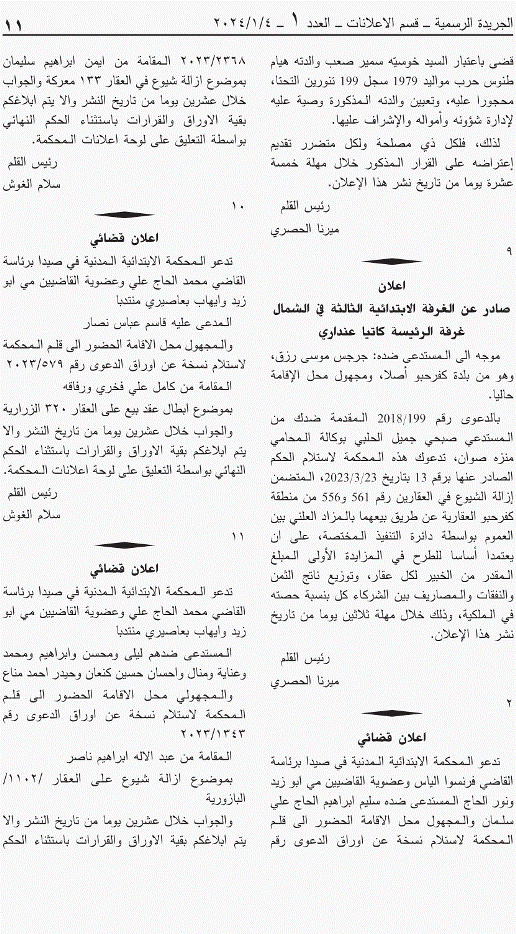 الجريدة الرسمية ــ قسم الاعلانات ــ العدد ١ ــ ٢٠٢٤/١/٤
١١
قضى باعتبار السيد خوسيّه سمير صعب والدته هيام
طنوس حرب مواليد 1979 سجل 199 تنورين التحتا،
محجورا عليه، وتعيين والدته المذكورة وصية عليه
لإدارة شؤونه وأمواله والإشراف عليها.
لذلك، فلكل ذي مصلحة ولكل متضرر تقديم
إعتراضه على القرار المذكور خلال مهلة خمسة
عشرة يوما من تاريخ نشر هذا الإعلان.
رئيس القلم
ميرنا الحصري
٩
اعلان
صادر عن الغرفة الابتدائية الثالثة في الشمال
غرفة الرئيسة كاتيا عنداري
موجه الى المستدعي ضده: جرجس موسى رزق،
وهو من بلدة كفرحبو أصلا، ومجهول محل الإقامة
حاليا.
بالدعوى رقم 2018/199 المقدمة ضدك من
المستدعي صبحي جميل الحلبي بوكالة المحامي
منزه صوان، تدعوك هذه المحكمة لاستلام الحكم
الصادر عنها برقم 13 بتاريخ 2023/3/23، المتضمن
إزالة الشيوع في العقارين رقم 561 و556 من منطقة
كفرحبو العقارية عن طريق بيعهما بالمزاد العلني بين
العموم بواسطة دائرة التنفيذ المختصة، على ان
يعتمدا أساسا للطرح في المزايدة الأولى المبلغ
المقدر من الخبير لكل عقار، وتوزيع ناتج الثمن
والنفقات والمصاريف بين الشركاء كل بنسبة حصته
في الملكية، وذلك خلال مهلة ثلاثين يوما من تاريخ
نشر هذا الإعلان.
رئيس القلم
ميرنا الحصري
٢
اعلان قضائي
تدعو المحكمة الابتدائية المدنية في صيدا برئاسة
القاضي فرنسوا الياس وعضوية القاضيين مي ابو زيد
ونور الحاج المستدعى ضده سليم ابراهيم الحاج علي
سلمان والمجهول محل الاقامة الحضور الى قلم
المحكمة لاستلام نسخة عن اوراق الدعوى رقم
٢٠٢٣/٢٣٦٨ المقامة من ايمن ابراهيم سليمان
بموضوع ازالة شيوع في العقار ١٣٣ معركة والجواب
خلال عشرين يوما من تاريخ النشر والا يتم ابلاغكم
بقية الاوراق والقرارات باستثناء الحكم النهائي
بواسطة التعليق على لوحة اعلانات المحكمة.
رئيس القلم
سلام الغوش
١٠
اعلان قضائي
تدعو المحكمة الابتدائية المدنية في صيدا برئاسة
القاضي محمد الحاج علي وعضوية القاضيين مي ابو
زيد وايهاب بعاصيري منتدبا
المدعى عليه قاسم عباس نصار
والمجهول محل الاقامة الحضور الى قلم المحكمة
لاستلام نسخة عن اوراق الدعوى رقم ٢٠٢٣/٥٧٩
المقامة من كامل علي فخري ورفاقه
بموضوع ابطال عقد بيع على العقار ٣٢٠ الزرارية
والجواب خلال عشرين يوما من تاريخ النشر والا
يتم ابلاغكم بقية الاوراق والقرارات باستثناء الحكم
النهائي بواسطة التعليق على لوحة اعلانات المحكمة.
رئيس القلم
سلام الغوش
١١
اعلان قضائي
تدعو المحكمة الابتدائية المدنية في صيدا برئاسة
القاضي محمد الحاج علي وعضوية القاضيين مي ابو
زيد وايهاب بعاصيري منتدبا
المستدعى ضدهم ليلى ومحسن وابراهيم ومحمد
وعناية ومنال واحسان حسين كنعان وحيدر احمد مناع
والمجهولي محل الاقامة الحضور الى قلم
المحكمة لاستلام نسخة عن اوراق الدعوى رقم
٢٠٢٣/١٣٤٣
المقامة من عبد الاله ابراهيم ناصر
بموضوع ازالة شيوع على العقار /١١٠٢/
البازورية
والجواب خلال عشرين يوما من تاريخ النشر والا
يتم ابلاغكم بقية الاوراق والقرارات باستثناء الحكم